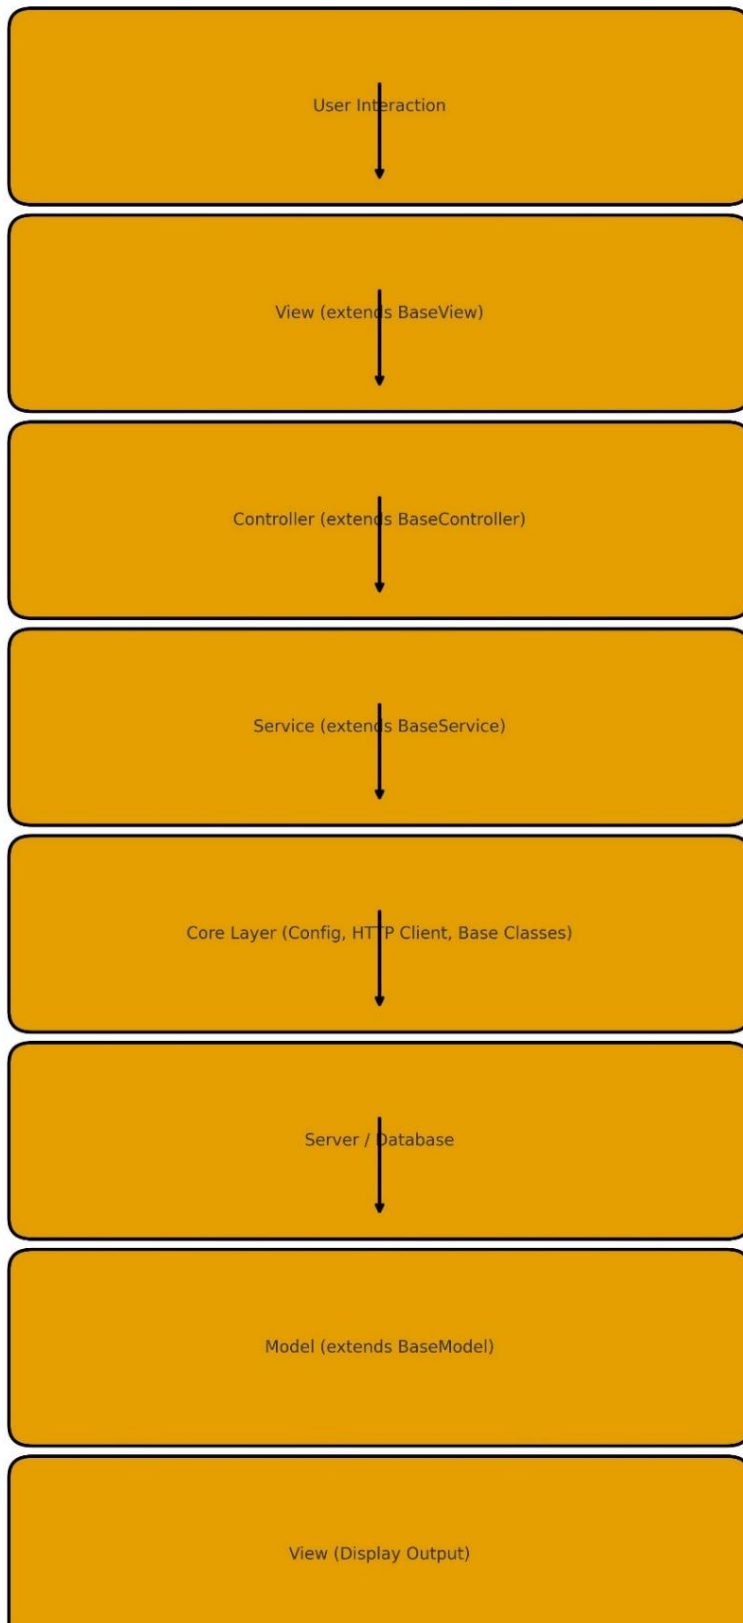 User Interaction
View (extends BaseView)
Controller (extends BaseController)
Service (extends BaseService)
Core Layer (Config, HTTP Client, Base Classes)
Server / Database
Model (extends BaseModel)
View (Display Output)